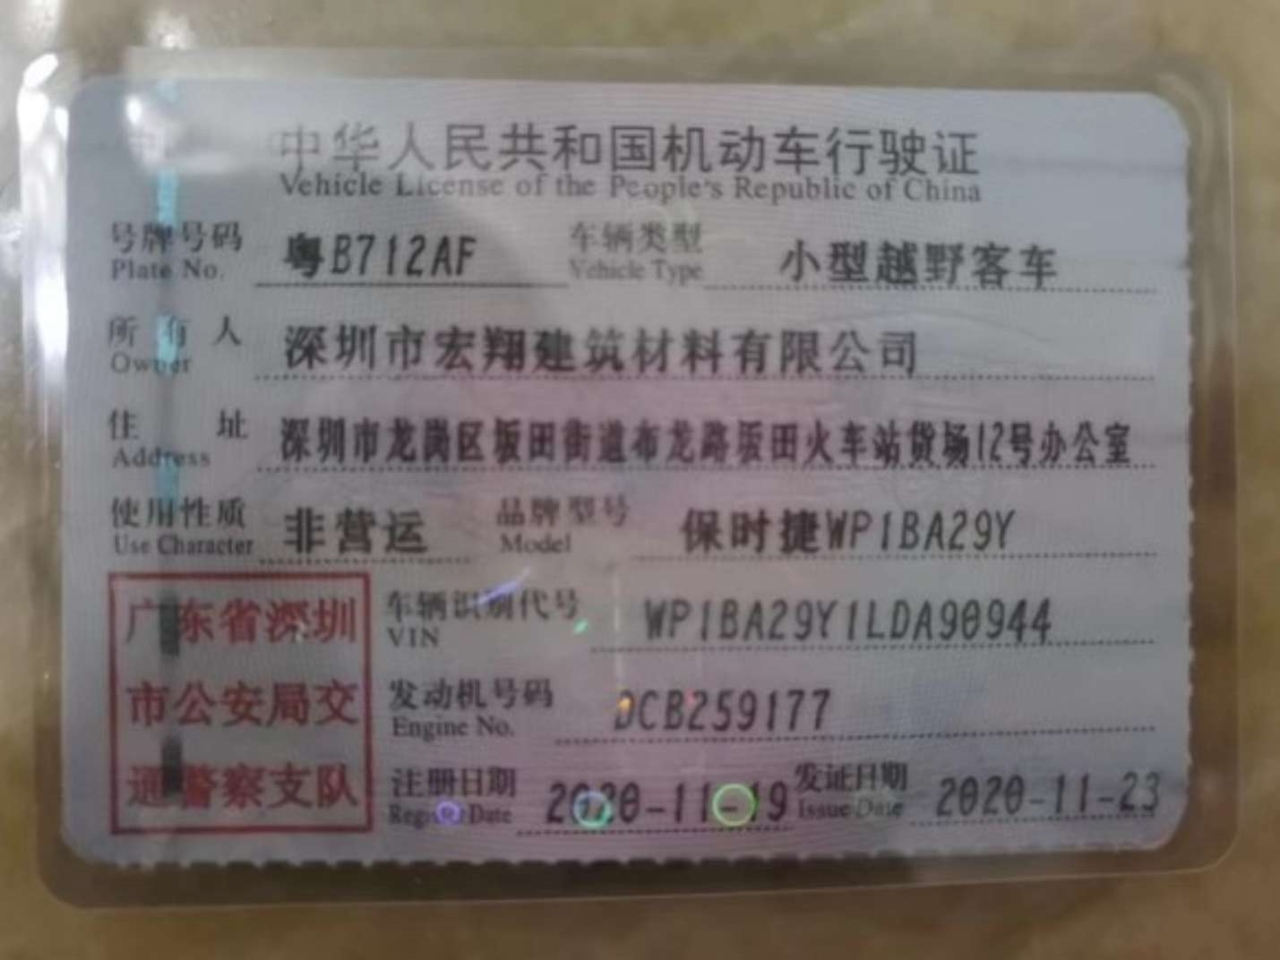 中华人民共和国机动车行驶证
Vehicle License of the People's Republic of China
号牌号码 粤B712AF 车辆类型 小型越野客车
Plate No. Vehicle Type
所有人 深圳市宏翔建筑材料有限公司
Owner
住址 深圳市龙岗区坂田街道布龙路坂田火车站货场12号办公室
Address
使用性质 非营运 品牌型号 保时捷WP1BA29Y
Use Character Model
广东省深圳
市公安局交
通警察支队
车辆识别代号 WP1BA29Y1LDA90944
VIN
发动机号码 DCB259177
Engine No.
注册日期 2020-11-19 发证日期 2020-11-23
Register Date Issue Date